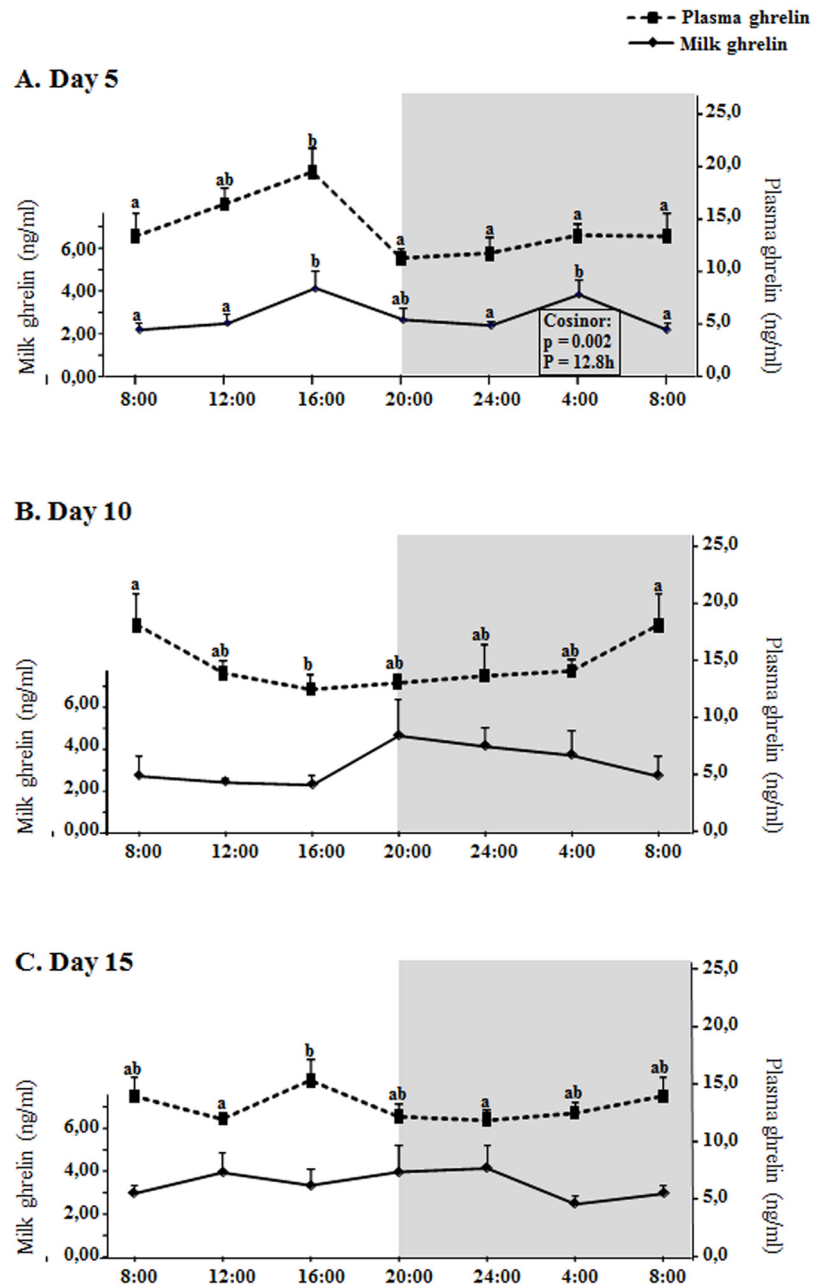 Plasma ghrelin
Milk ghrelin
A. Day 5
Milk ghrelin (ng/ml)
6,00
4,00
2,00
0,00
a
ab
b
a
a
a
a
a
a
b
ab
a
b
a
Cosinor:
p = 0.002
P = 12.8h
25,0
20,0
15,0
10,0
5,0
0,0
Plasma ghrelin (ng/ml)
8:00 12:00 16:00 20:00 24:00 4:00 8:00
B. Day 10
Milk ghrelin (ng/ml)
6,00
4,00
2,00
0,00
a
ab
b
ab
ab
ab
a
25,0
20,0
15,0
10,0
5,0
0,0
Plasma ghrelin (ng/ml)
8:00 12:00 16:00 20:00 24:00 4:00 8:00
C. Day 15
Milk ghrelin (ng/ml)
6,00
4,00
2,00
0,00
ab
a
b
ab
a
ab
ab
25,0
20,0
15,0
10,0
5,0
0,0
Plasma ghrelin (ng/ml)
8:00 12:00 16:00 20:00 24:00 4:00 8:00